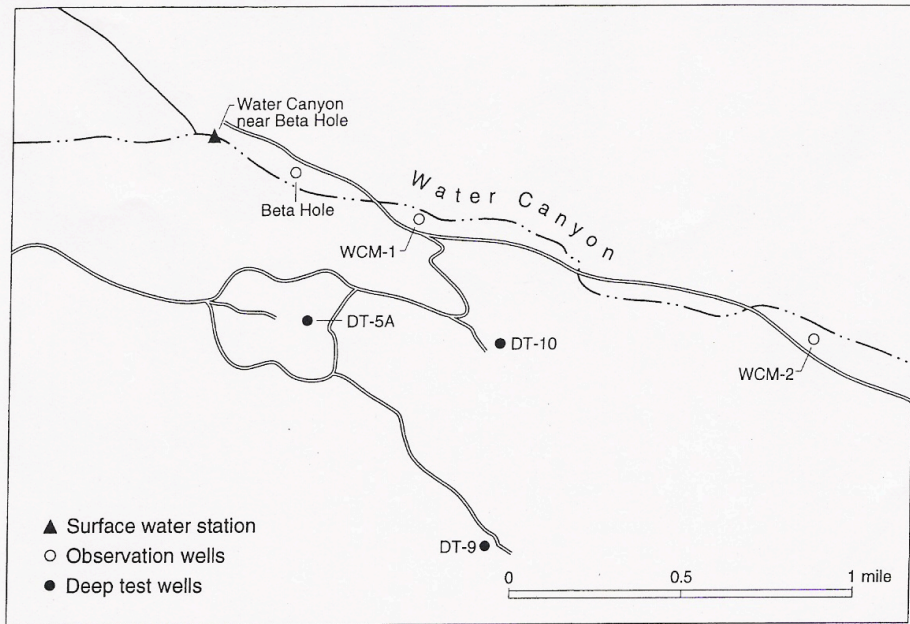 Water Canyon
near Beta Hole
Water Canyon
Beta Hole
WCM-1
DT-5A
DT-10
WCM-2
DT-9
Surface water station
Observation wells
Deep test wells
0 0.5 1 mile